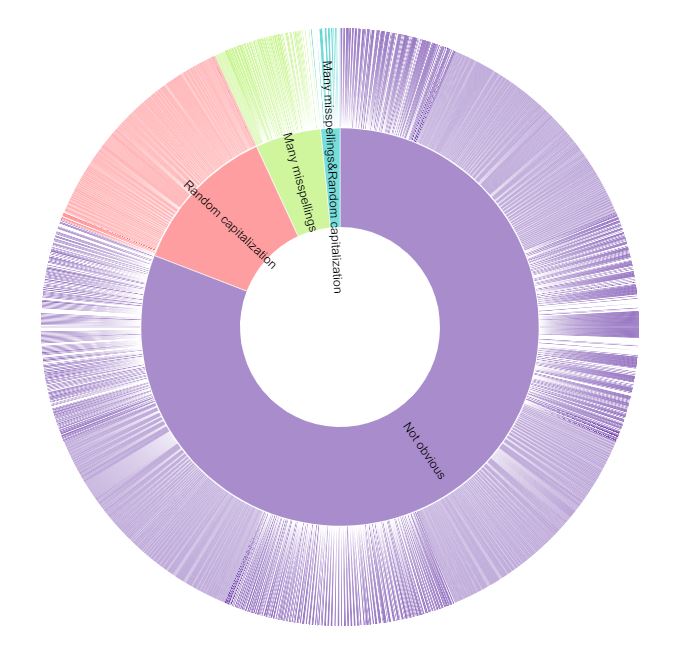 Many misspellings&Random capitalization
Many misspellings
Random capitalization
Not obvious